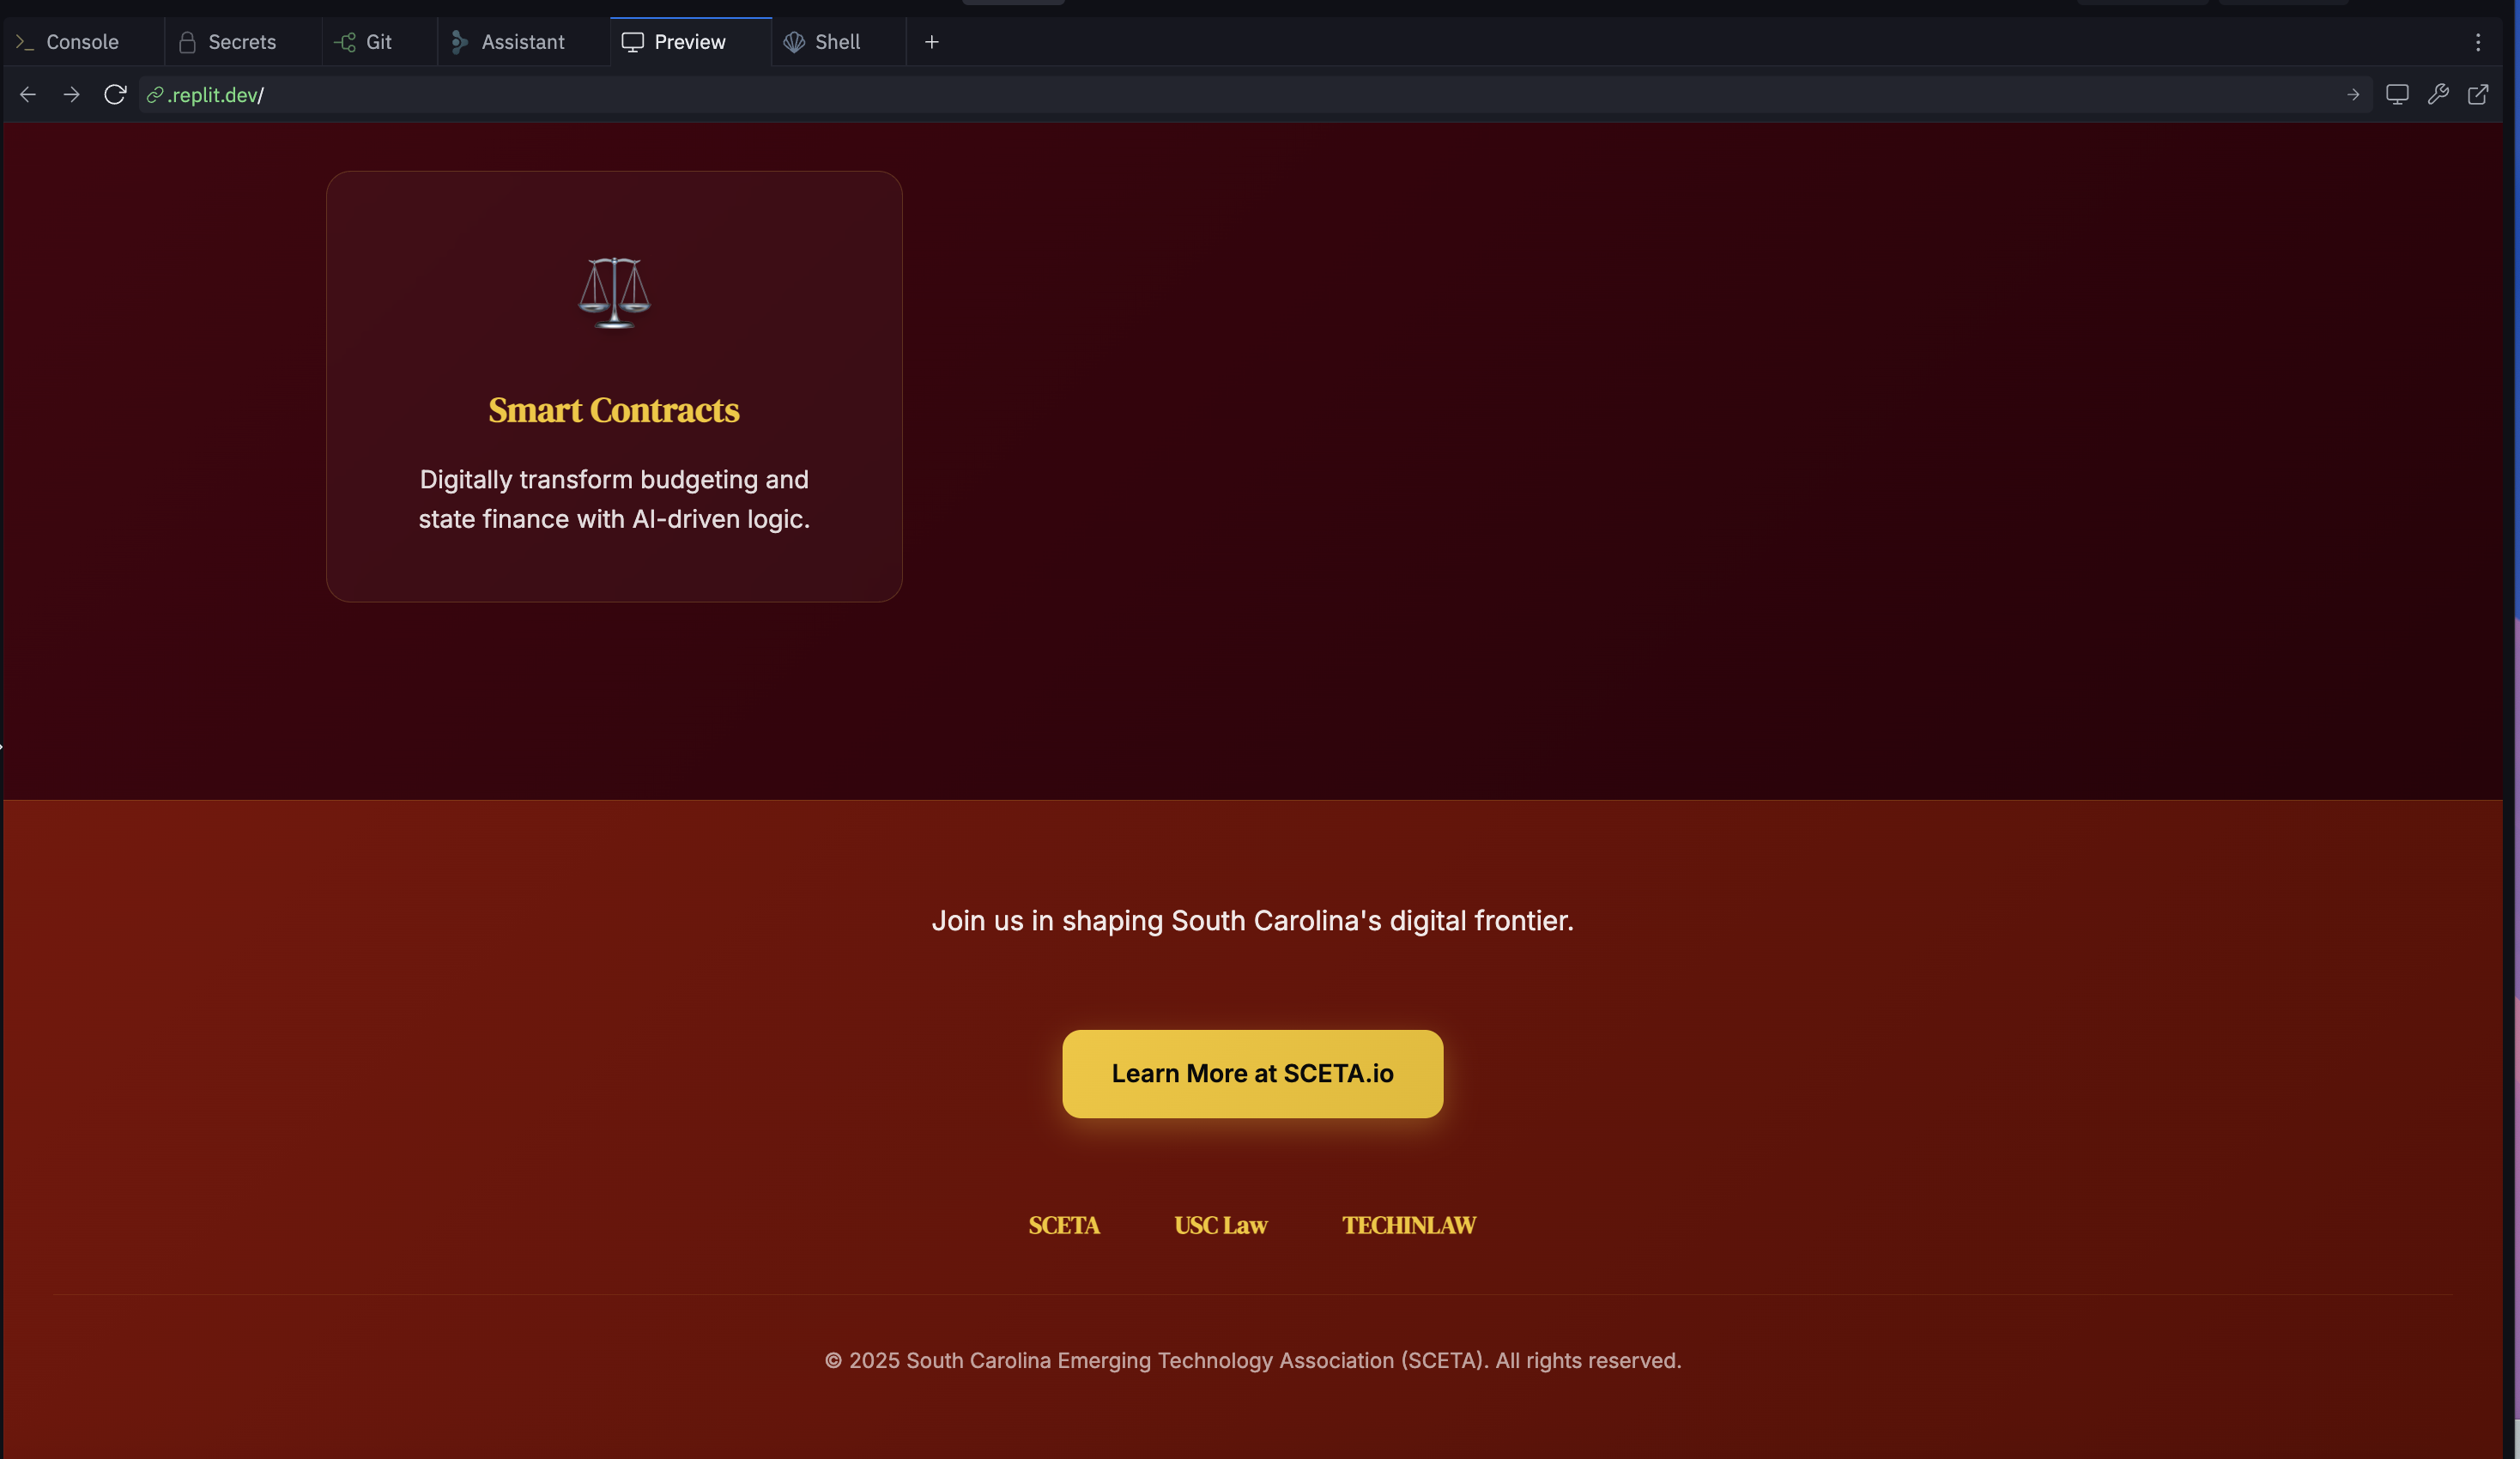 Console Secrets Git Assistant Preview Shell
.replit.dev/
Smart Contracts
Digitally transform budgeting and
state finance with AI-driven logic.
Join us in shaping South Carolina's digital frontier.
Learn More at SCETA.io
SCETA USC Law TECHINLAW
© 2025 South Carolina Emerging Technology Association (SCETA). All rights reserved.